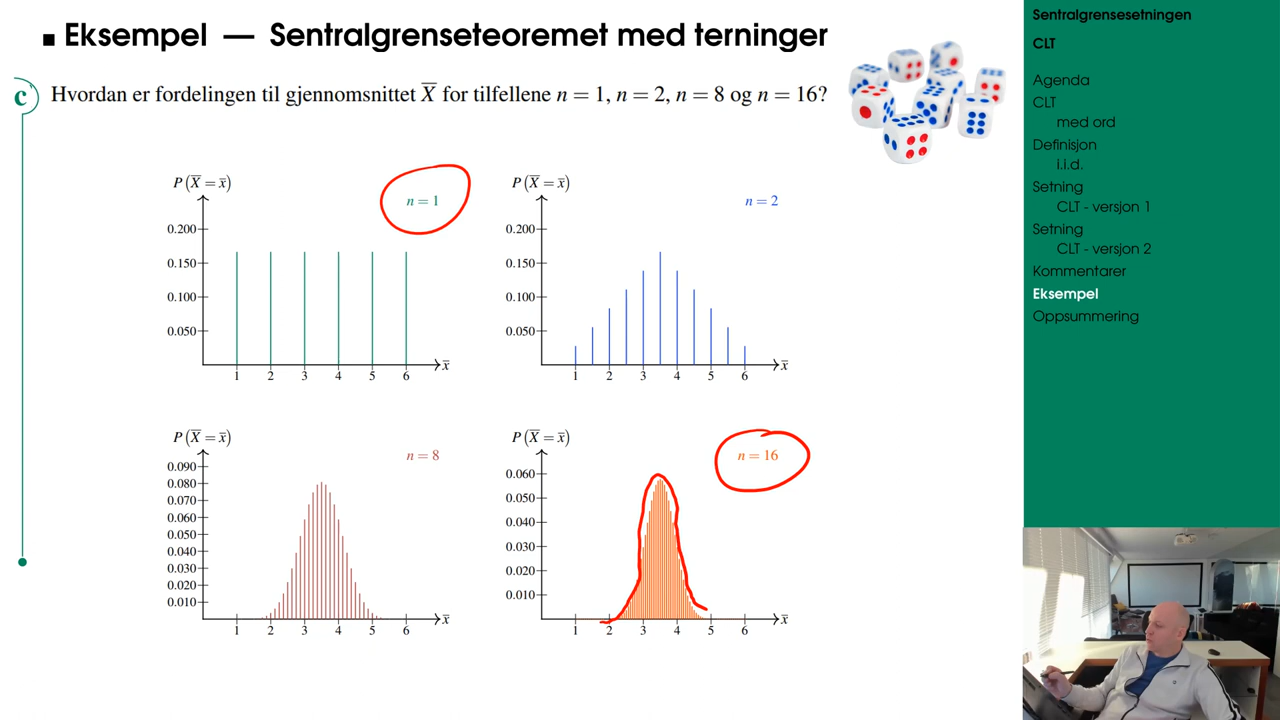 Eksempel — Sentralgrenseteoremet med terninger
c
Hvordan er fordelingen til gjennomsnittet X̅ for tilfellene n = 1, n = 2, n = 8 og n = 16?
P(X̅ = x̅)
n = 1
0.200
0.150
0.100
0.050
1 2 3 4 5 6 x̅
P(X̅ = x̅)
n = 2
0.200
0.150
0.100
0.050
1 2 3 4 5 6 x̅
P(X̅ = x̅)
n = 8
0.090
0.080
0.070
0.060
0.050
0.040
0.030
0.020
0.010
1 2 3 4 5 6 x̅
P(X̅ = x̅)
n = 16
0.060
0.050
0.040
0.030
0.020
0.010
1 2 3 4 5 6 x̅
Sentralgrensesetningen
CLT
Agenda
CLT
med ord
Definisjon
i.i.d.
Setning
CLT - versjon 1
Setning
CLT - versjon 2
Kommentarer
Eksempel
Oppsummering